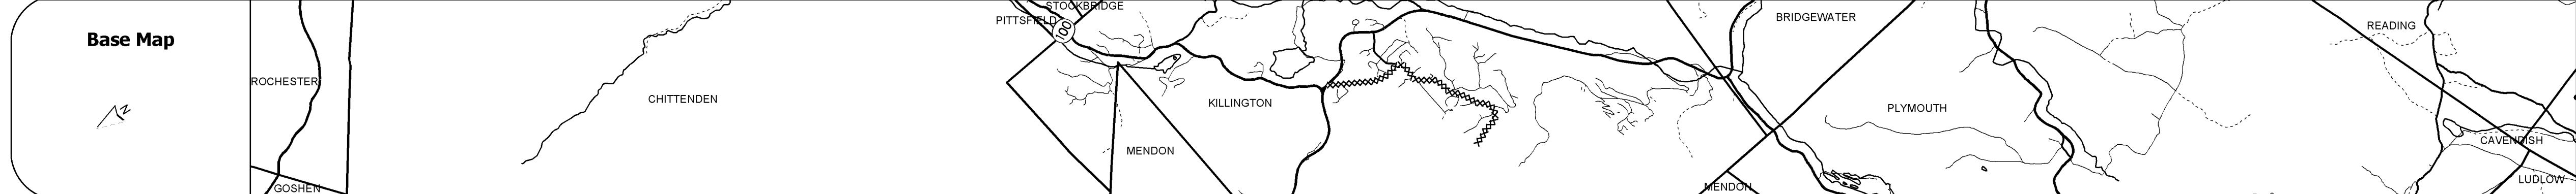 STOCKBRIDGE
PITTSFIELD
BRIDGEWATER
READING
100
Base Map
ROCHESTER
CHITTENDEN
KILLINGTON
PLYMOUTH
N
CAVENDISH
MENDON
LUDLOW
MENDON
GOSHEN